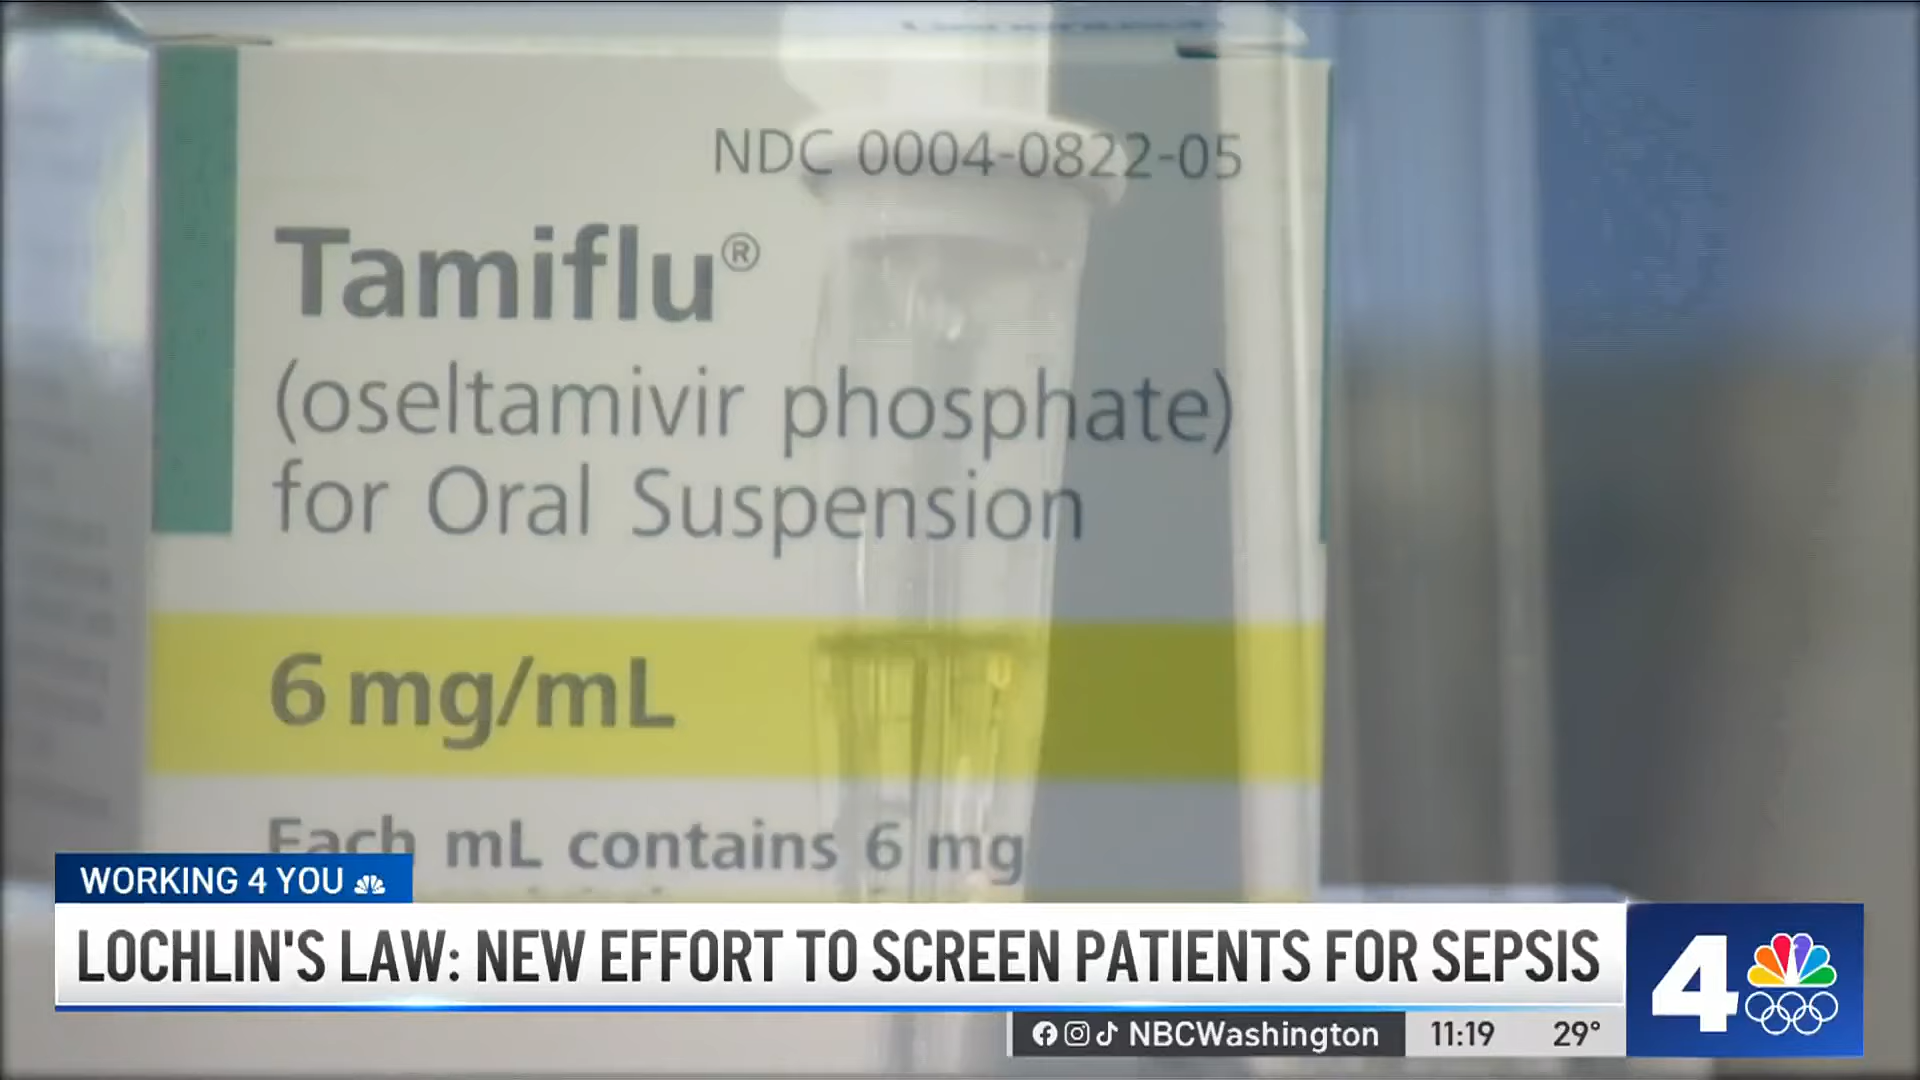 NDC 0004-0822-05
Tamiflu®
(oseltamivir phosphate)
for Oral Suspension
6 mg/mL
Each mL contains 6 mg
WORKING 4 YOU
LOCHLIN'S LAW: NEW EFFORT TO SCREEN PATIENTS FOR SEPSIS
4
NBCWashington
11:19 29°